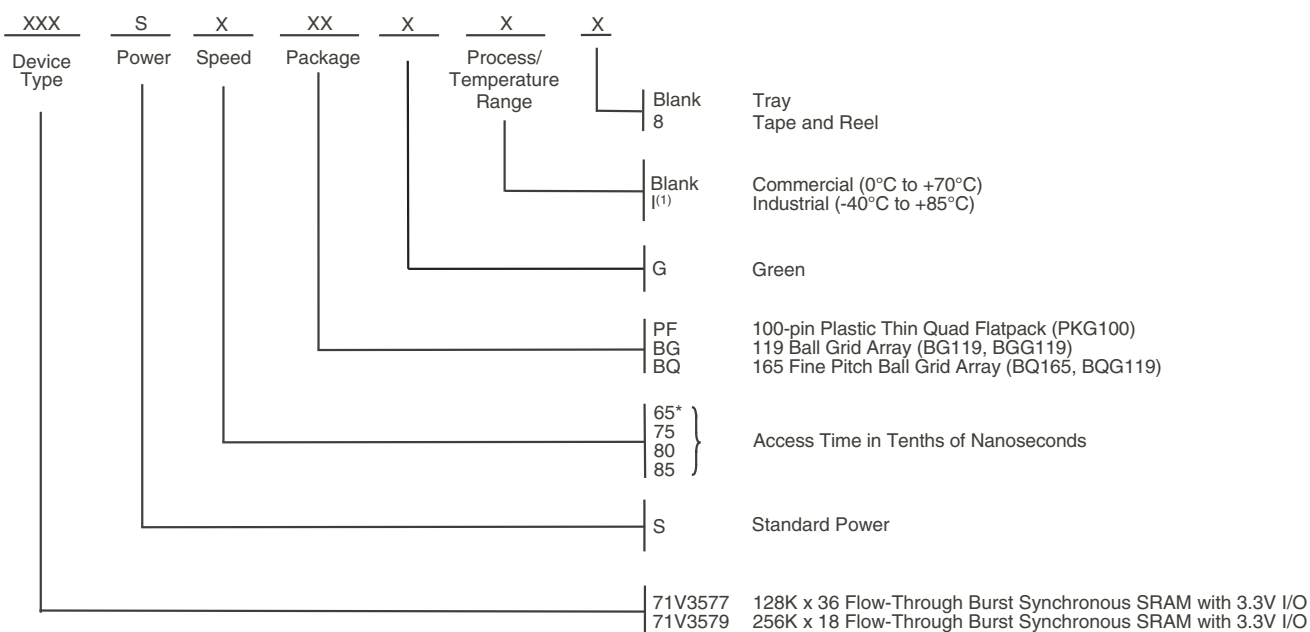 XXX S X XX X X X
Device Type Power Speed Package Process/ Temperature Range
Blank Tray
8 Tape and Reel
Blank Commercial (0°C to +70°C)
I(1) Industrial (-40°C to +85°C)
G Green
PF 100-pin Plastic Thin Quad Flatpack (PKG100)
BG 119 Ball Grid Array (BG119, BGG119)
BQ 165 Fine Pitch Ball Grid Array (BQ165, BQG119)
65*
75
80
85
Access Time in Tenths of Nanoseconds
S Standard Power
71V3577 128K x 36 Flow-Through Burst Synchronous SRAM with 3.3V I/O
71V3579 256K x 18 Flow-Through Burst Synchronous SRAM with 3.3V I/O